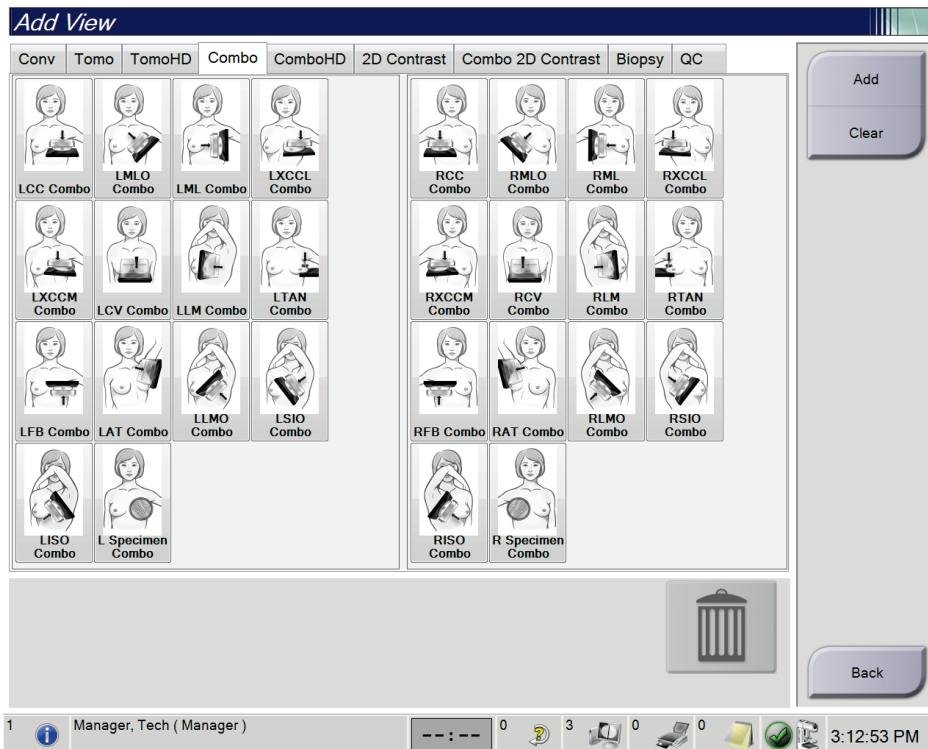 Add View
Conv Tomo TomoHD Combo ComboHD 2D Contrast Combo 2D Contrast Biopsy QC
Add
Clear
LCC Combo
LMLO
Combo
LML Combo
LXCCL
Combo
RCC
Combo
RMLO
Combo
RML
Combo
RXCCL
Combo
LXCCM
Combo
LCV Combo
LLM Combo
LTAN
Combo
RXCCM
Combo
RCV
Combo
RLM
Combo
RTAN
Combo
LFB Combo
LAT Combo
LLMO
Combo
LSIO
Combo
RFB Combo
RAT Combo
RLMO
Combo
RSIO
Combo
LISO
Combo
L Specimen
Combo
RISO
Combo
R Specimen
Combo
Back
1 Manager, Tech ( Manager ) --:-- 0 3 0 0 3:12:53 PM